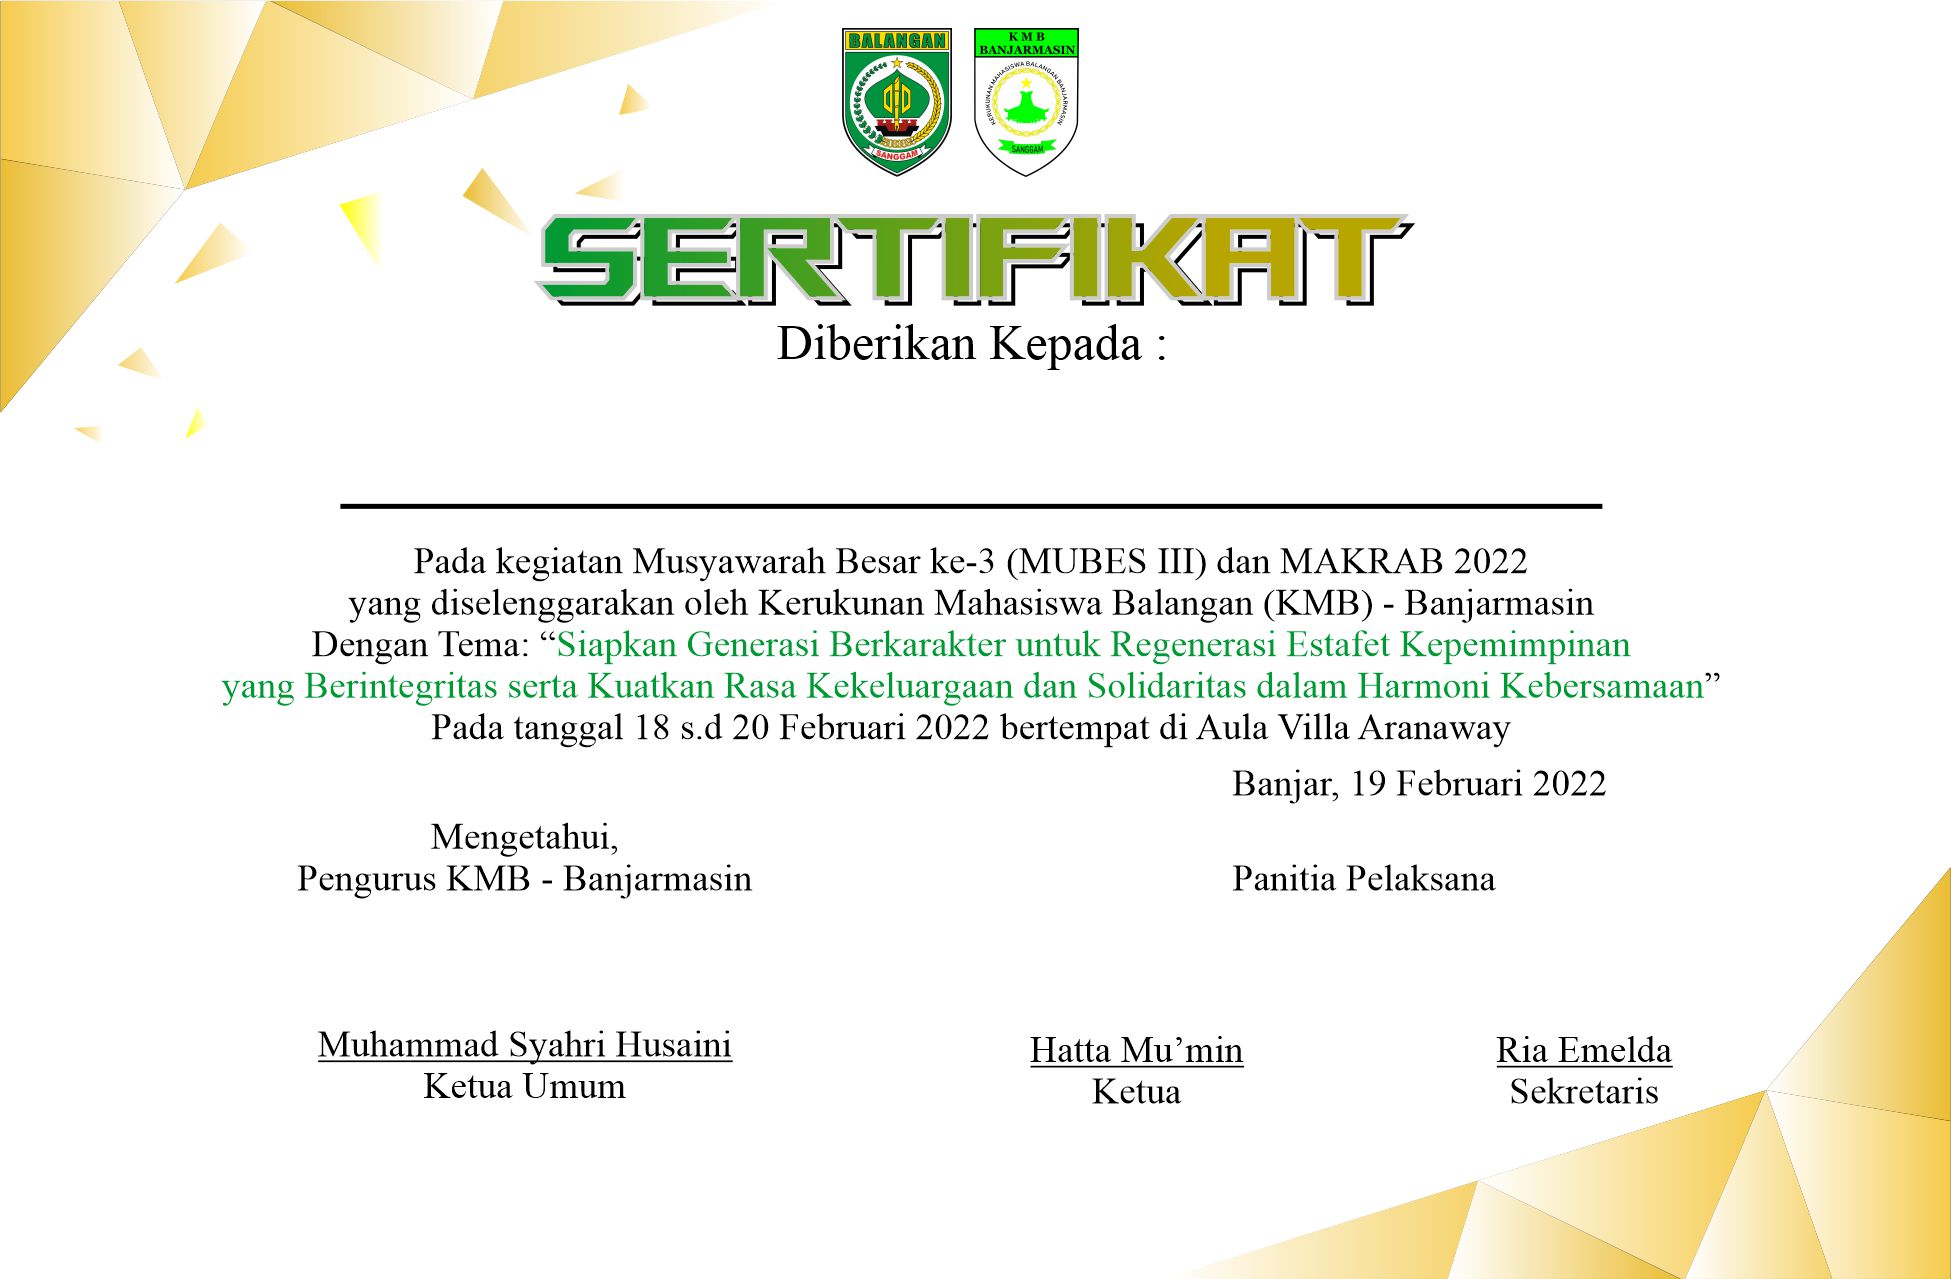 BALANGAN
SANGGAM
K M B
BANJARMASIN
KERUKUNAN MAHASISWA BALANGAN BANJARMASIN
SANGGAM
SERTIFIKAT
Diberikan Kepada :
Pada kegiatan Musyawarah Besar ke-3 (MUBES III) dan MAKRAB 2022
yang diselenggarakan oleh Kerukunan Mahasiswa Balangan (KMB) - Banjarmasin
Dengan Tema: “Siapkan Generasi Berkarakter untuk Regenerasi Estafet Kepemimpinan
yang Berintegritas serta Kuatkan Rasa Kekeluargaan dan Solidaritas dalam Harmoni Kebersamaan”
Pada tanggal 18 s.d 20 Februari 2022 bertempat di Aula Villa Aranaway
Banjar, 19 Februari 2022
Mengetahui,
Pengurus KMB - Banjarmasin
Panitia Pelaksana
Muhammad Syahri Husaini
Ketua Umum
Hatta Mu’min
Ketua
Ria Emelda
Sekretaris